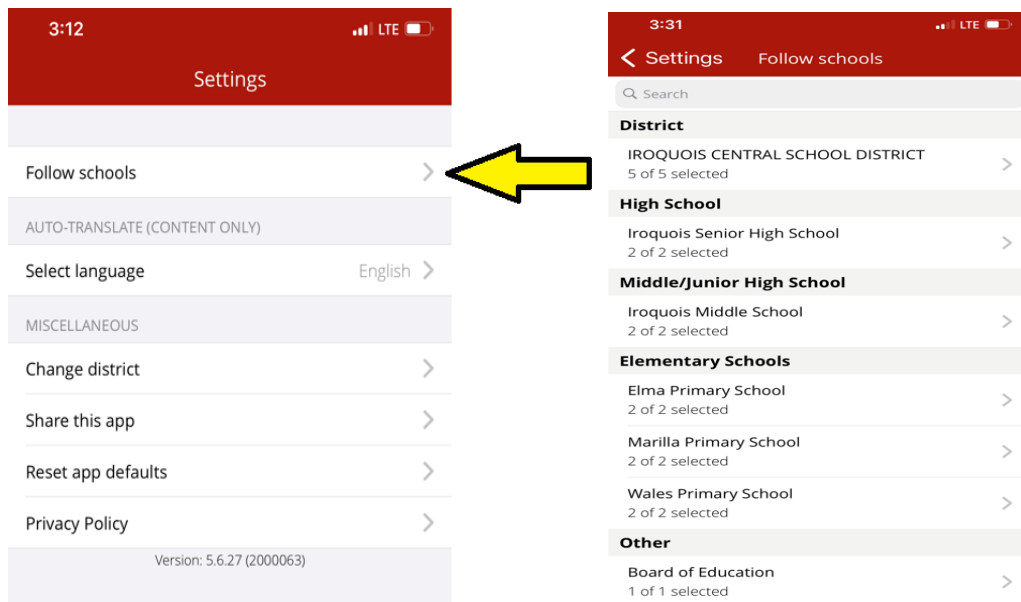 3:12
LTE
Settings
Follow schools
AUTO-TRANSLATE (CONTENT ONLY)
Select language English
MISCELLANEOUS
Change district
Share this app
Reset app defaults
Privacy Policy
Version: 5.6.27 (2000063)
3:31
LTE
Settings Follow schools
Search
District
IROQUOIS CENTRAL SCHOOL DISTRICT
5 of 5 selected
High School
Iroquois Senior High School
2 of 2 selected
Middle/Junior High School
Iroquois Middle School
2 of 2 selected
Elementary Schools
Elma Primary School
2 of 2 selected
Marilla Primary School
2 of 2 selected
Wales Primary School
2 of 2 selected
Other
Board of Education
1 of 1 selected